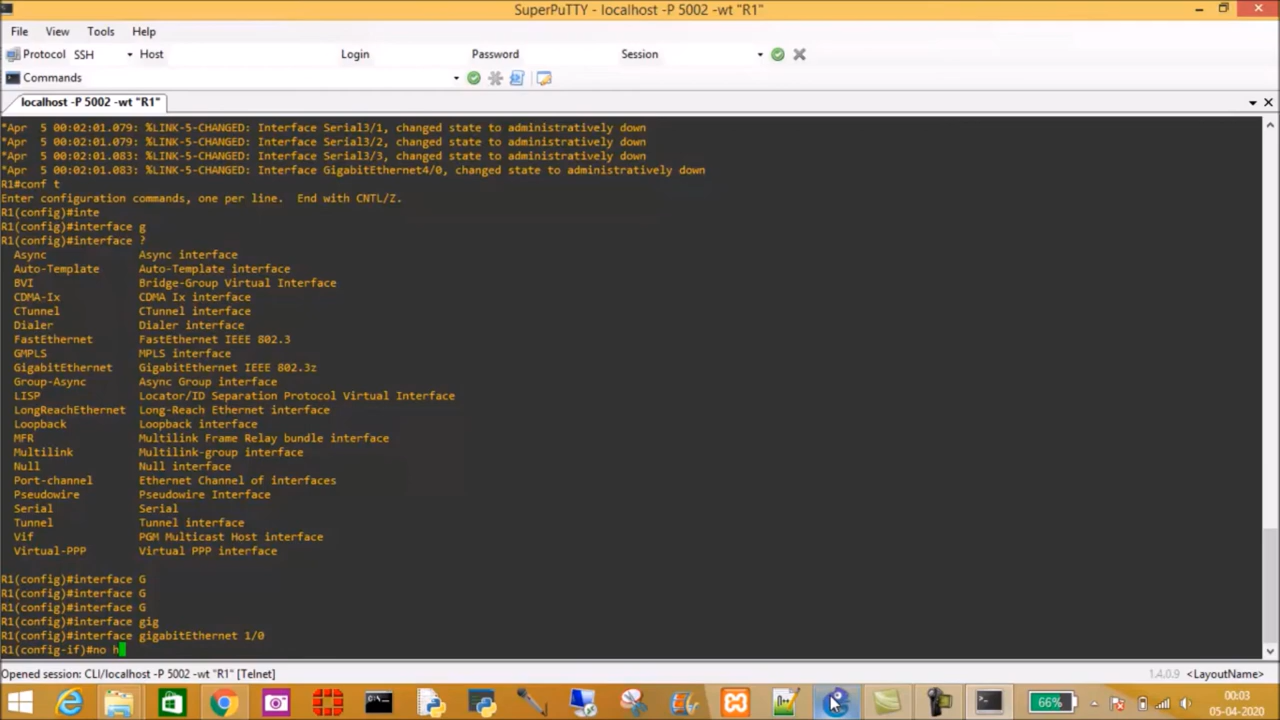 SuperPuTTY - localhost -P 5002 -wt "R1"
File View Tools Help
Protocol SSH Host Login Password Session
Commands
localhost -P 5002 -wt "R1"
*Apr  5 00:02:01.079: %LINK-5-CHANGED: Interface Serial3/1, changed state to administratively down
*Apr  5 00:02:01.079: %LINK-5-CHANGED: Interface Serial3/2, changed state to administratively down
*Apr  5 00:02:01.083: %LINK-5-CHANGED: Interface Serial3/3, changed state to administratively down
*Apr  5 00:02:01.083: %LINK-5-CHANGED: Interface GigabitEthernet4/0, changed state to administratively down
R1#conf t
Enter configuration commands, one per line.  End with CNTL/Z.
R1(config)#inte
R1(config)#interface g
R1(config)#interface ?
Async Async interface
Auto-Template Auto-Template interface
BVI Bridge-Group Virtual Interface
CDMA-Ix CDMA Ix interface
CTunnel CTunnel interface
Dialer Dialer interface
FastEthernet FastEthernet IEEE 802.3
GMPLS MPLS interface
GigabitEthernet GigabitEthernet IEEE 802.3z
Group-Async Async Group interface
LISP Locator/ID Separation Protocol Virtual Interface
LongReachEthernet Long-Reach Ethernet interface
Loopback Loopback interface
MFR Multilink Frame Relay bundle interface
Multilink Multilink-group interface
Null Null interface
Port-channel Ethernet Channel of interfaces
Pseudowire Pseudowire Interface
Serial Serial
Tunnel Tunnel interface
Vif PGM Multicast Host interface
Virtual-PPP Virtual PPP interface
R1(config)#interface G
R1(config)#interface G
R1(config)#interface G
R1(config)#interface gig
R1(config)#interface gigabitEthernet 1/0
R1(config-if)#no h
Opened session: CLI/localhost -P 5002 -wt "R1" [Telnet] 1.4.0.9 <LayoutName>
66% 00:03
05-04-2020